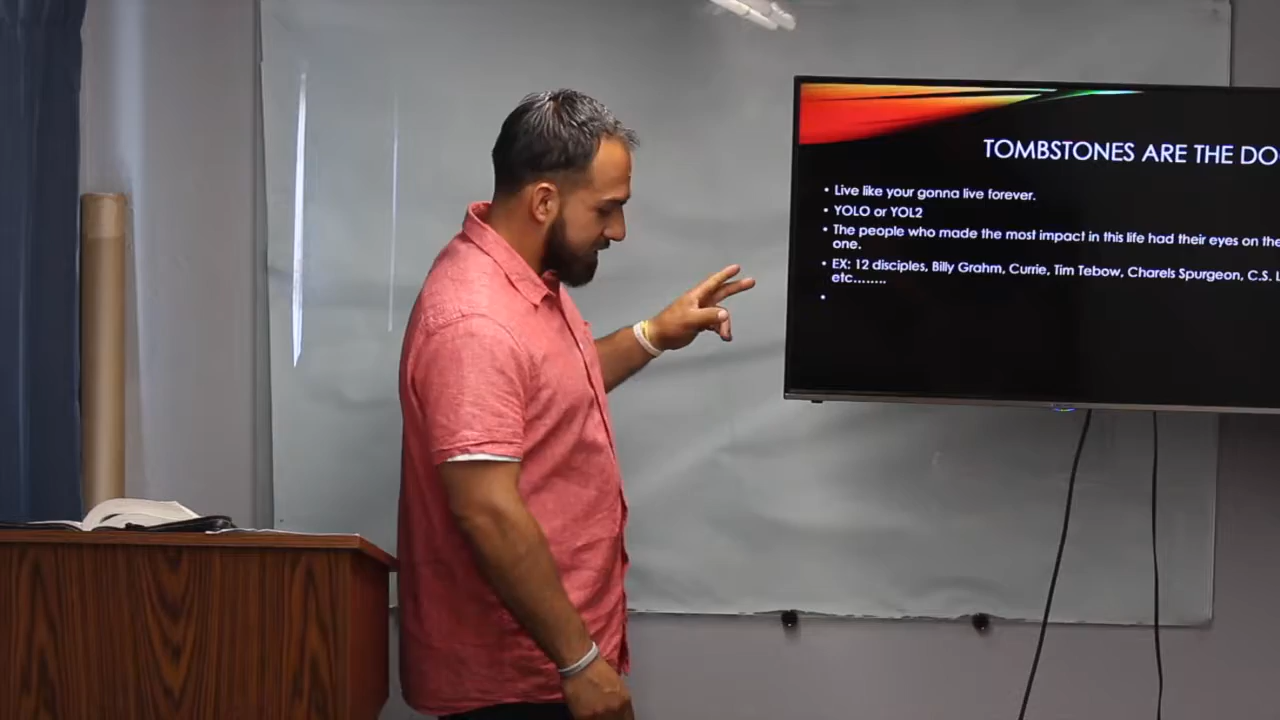 TOMBSTONES ARE THE DO
• Live like your gonna live forever.
• YOLO or YOL2
• The people who made the most impact in this life had their eyes on the
one.
• EX: 12 disciples, Billy Grahm, Currie, Tim Tebow, Charels Spurgeon, C.S. L
etc........
•